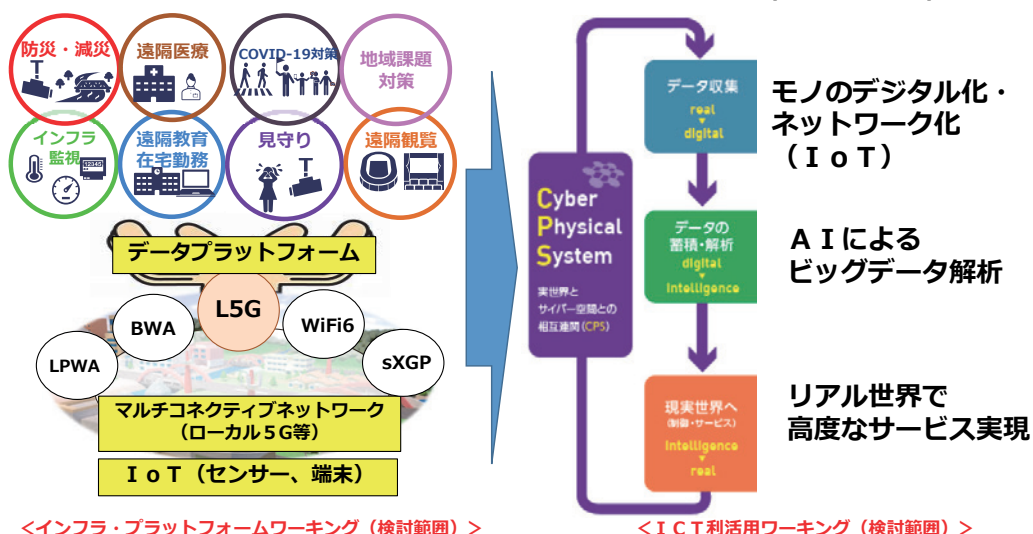 防災・減災
遠隔医療
COVID-19対策
地域課題
対策
インフラ
監視
12345
遠隔教育
在宅勤務
見守り
遠隔観覧
データプラットフォーム
L5G
BWA
WiFi6
LPWA
sXGP
マルチコネクティブネットワーク
(ローカル５G等)
ＩｏＴ（センサー、端末）
＜インフラ・プラットフォームワーキング（検討範囲）＞
Cyber
Physical
System
実世界と
サイバー空間との
相互連関(CPS)
データ収集
real
digital
データの
蓄積・解析
digital
intelligence
現実世界へ
(制御・サービス)
intelligence
real
モノのデジタル化・
ネットワーク化
（ＩｏＴ）
ＡＩによる
ビッグデータ解析
リアル世界で
高度なサービス実現
＜ＩＣＴ利活用ワーキング（検討範囲）＞